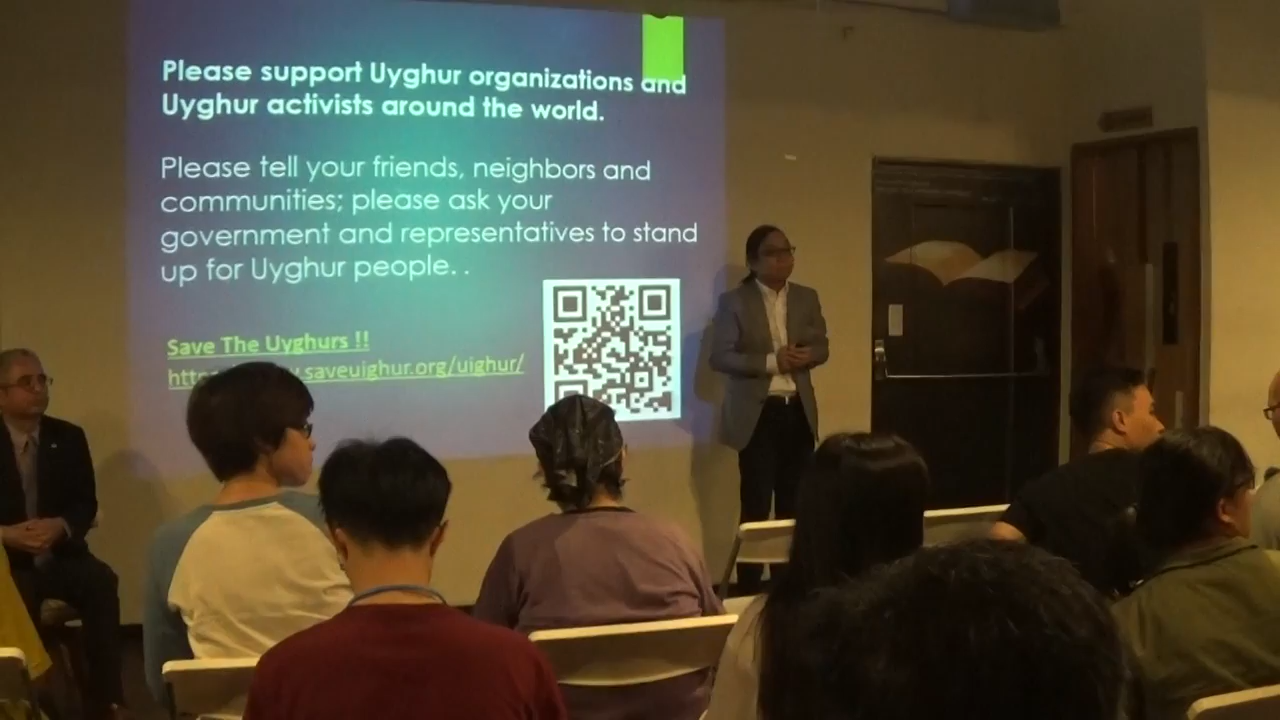 Please support Uyghur organizations and
Uyghur activists around the world.
Please tell your friends, neighbors and
communities; please ask your
government and representatives to stand
up for Uyghur people. .
Save The Uyghurs !!
http saveuighur.org/uighur/